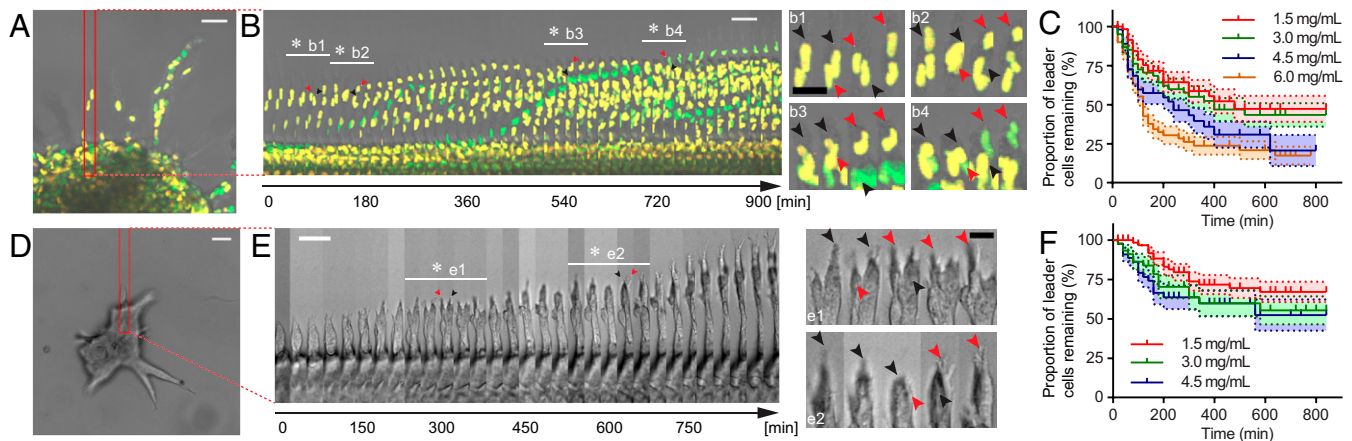 A
B
* b1
* b2
* b3
* b4
0 180 360 540 720 900 [min]
b1
b2
b3
b4
C
Proportion of leader
cells remaining (%)
100
75
50
25
0
0 200 400 600 800
Time (min)
1.5 mg/mL
3.0 mg/mL
4.5 mg/mL
6.0 mg/mL
D
E
* e1
* e2
0 150 300 450 600 750 [min]
e1
e2
F
Proportion of leader
cells remaining (%)
100
75
50
25
0
0 200 400 600 800
Time (min)
1.5 mg/mL
3.0 mg/mL
4.5 mg/mL